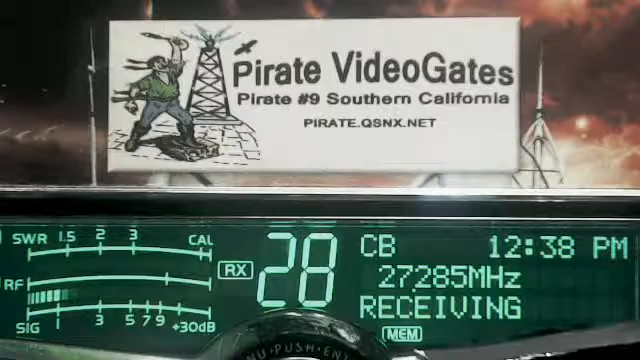 Pirate VideoGates
Pirate #9 Southern California
PIRATE.QSNX.NET
SWR 1.5 2 3 CAL
RF
SIG 1 3 5 7 9 +30dB
RX
28
CB 12:38 PM
27285MHz
RECEIVING
MEM
PUSH